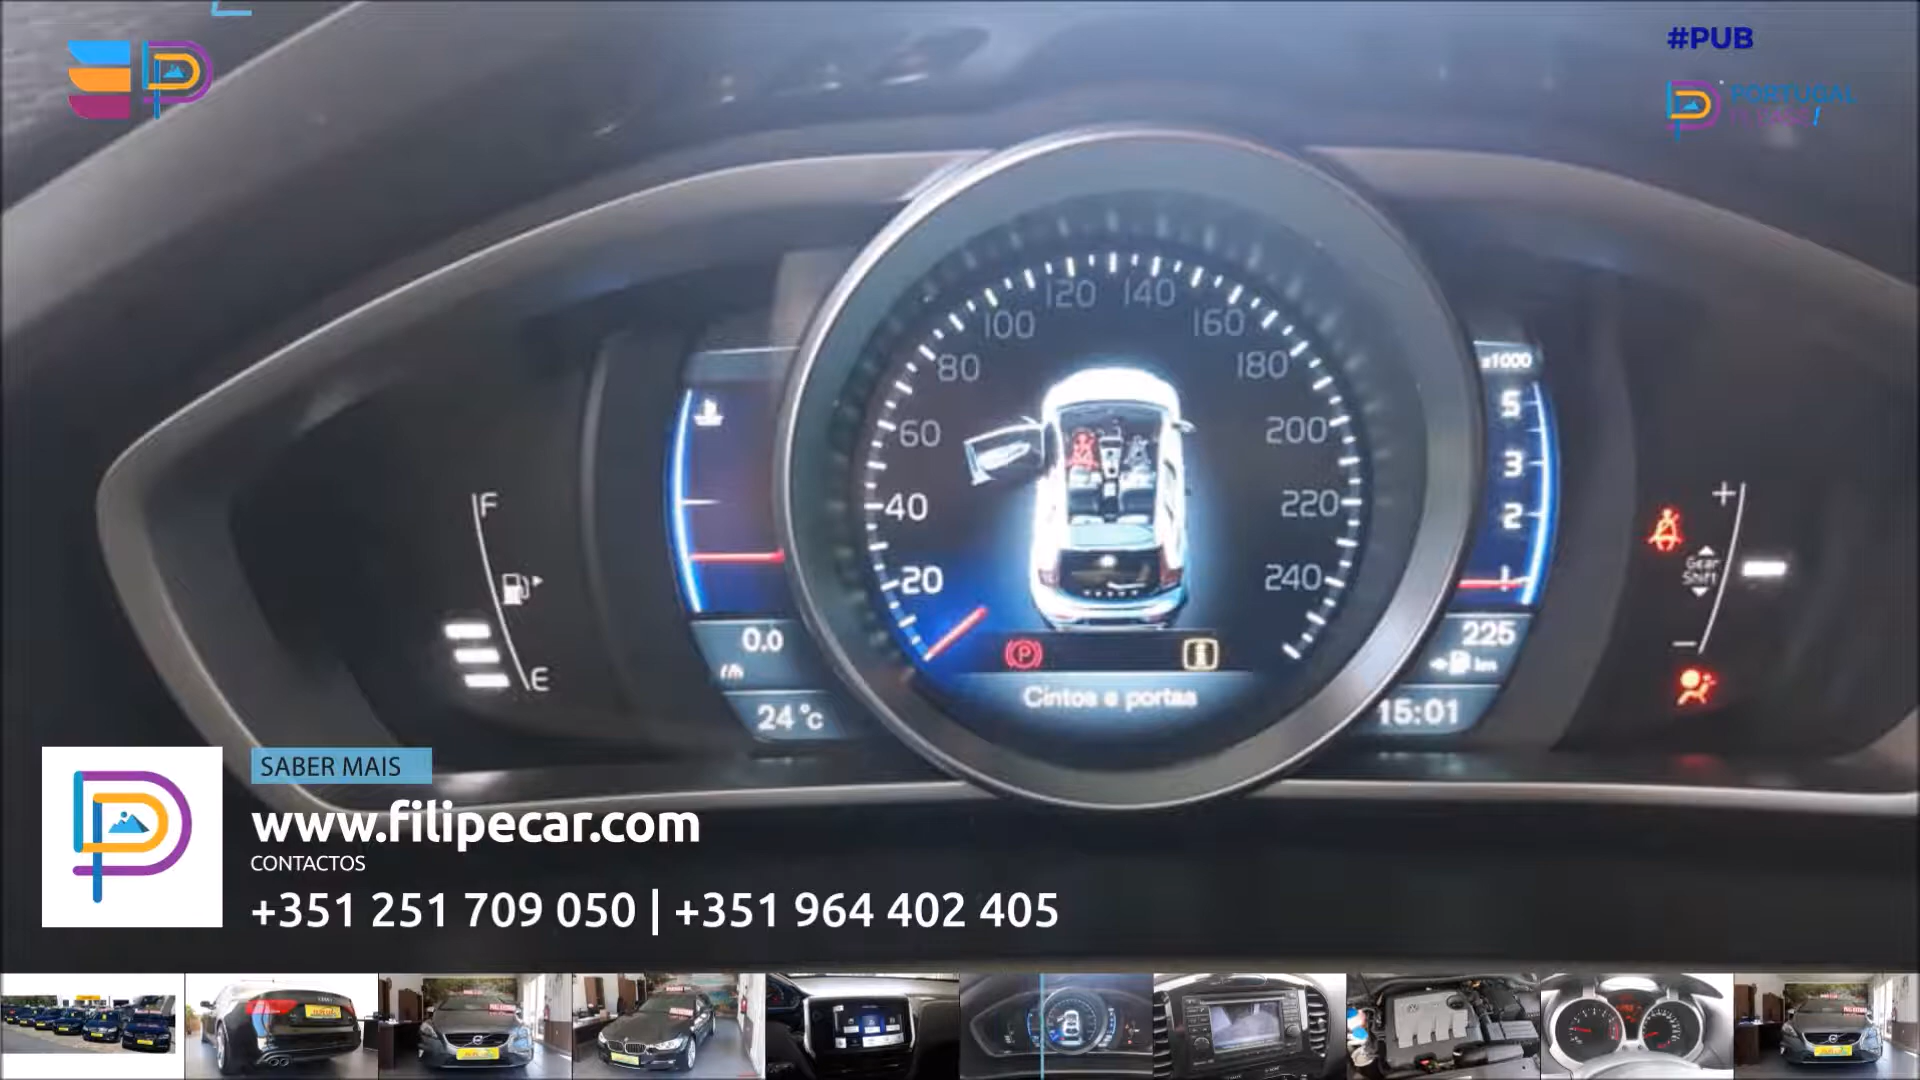 #PUB
PORTUGAL
x1000
120 140
100 160
80 180
60 200
40 220
20 240
5
3
2
1
F
E
+
Gear
Shift
−
0.0
24°C
225
km
15:01
P
Cintos e portas
SABER MAIS
www.filipecar.com
CONTACTOS
+351 251 709 050 | +351 964 402 405